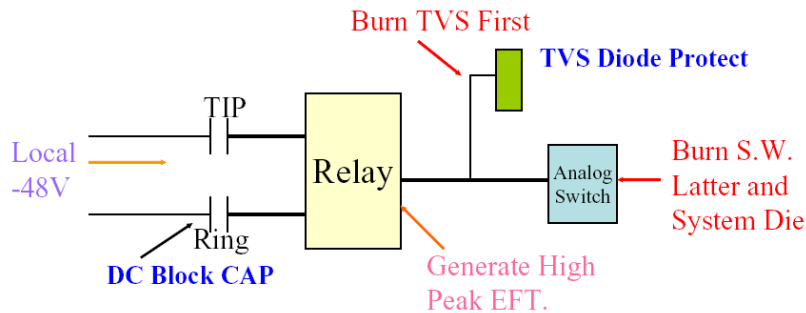 Burn TVS First
TVS Diode Protect
TIP
Local
-48V
Relay
Analog
Switch
Burn S.W.
Latter and
System Die
Ring
DC Block CAP
Generate High
Peak EFT.